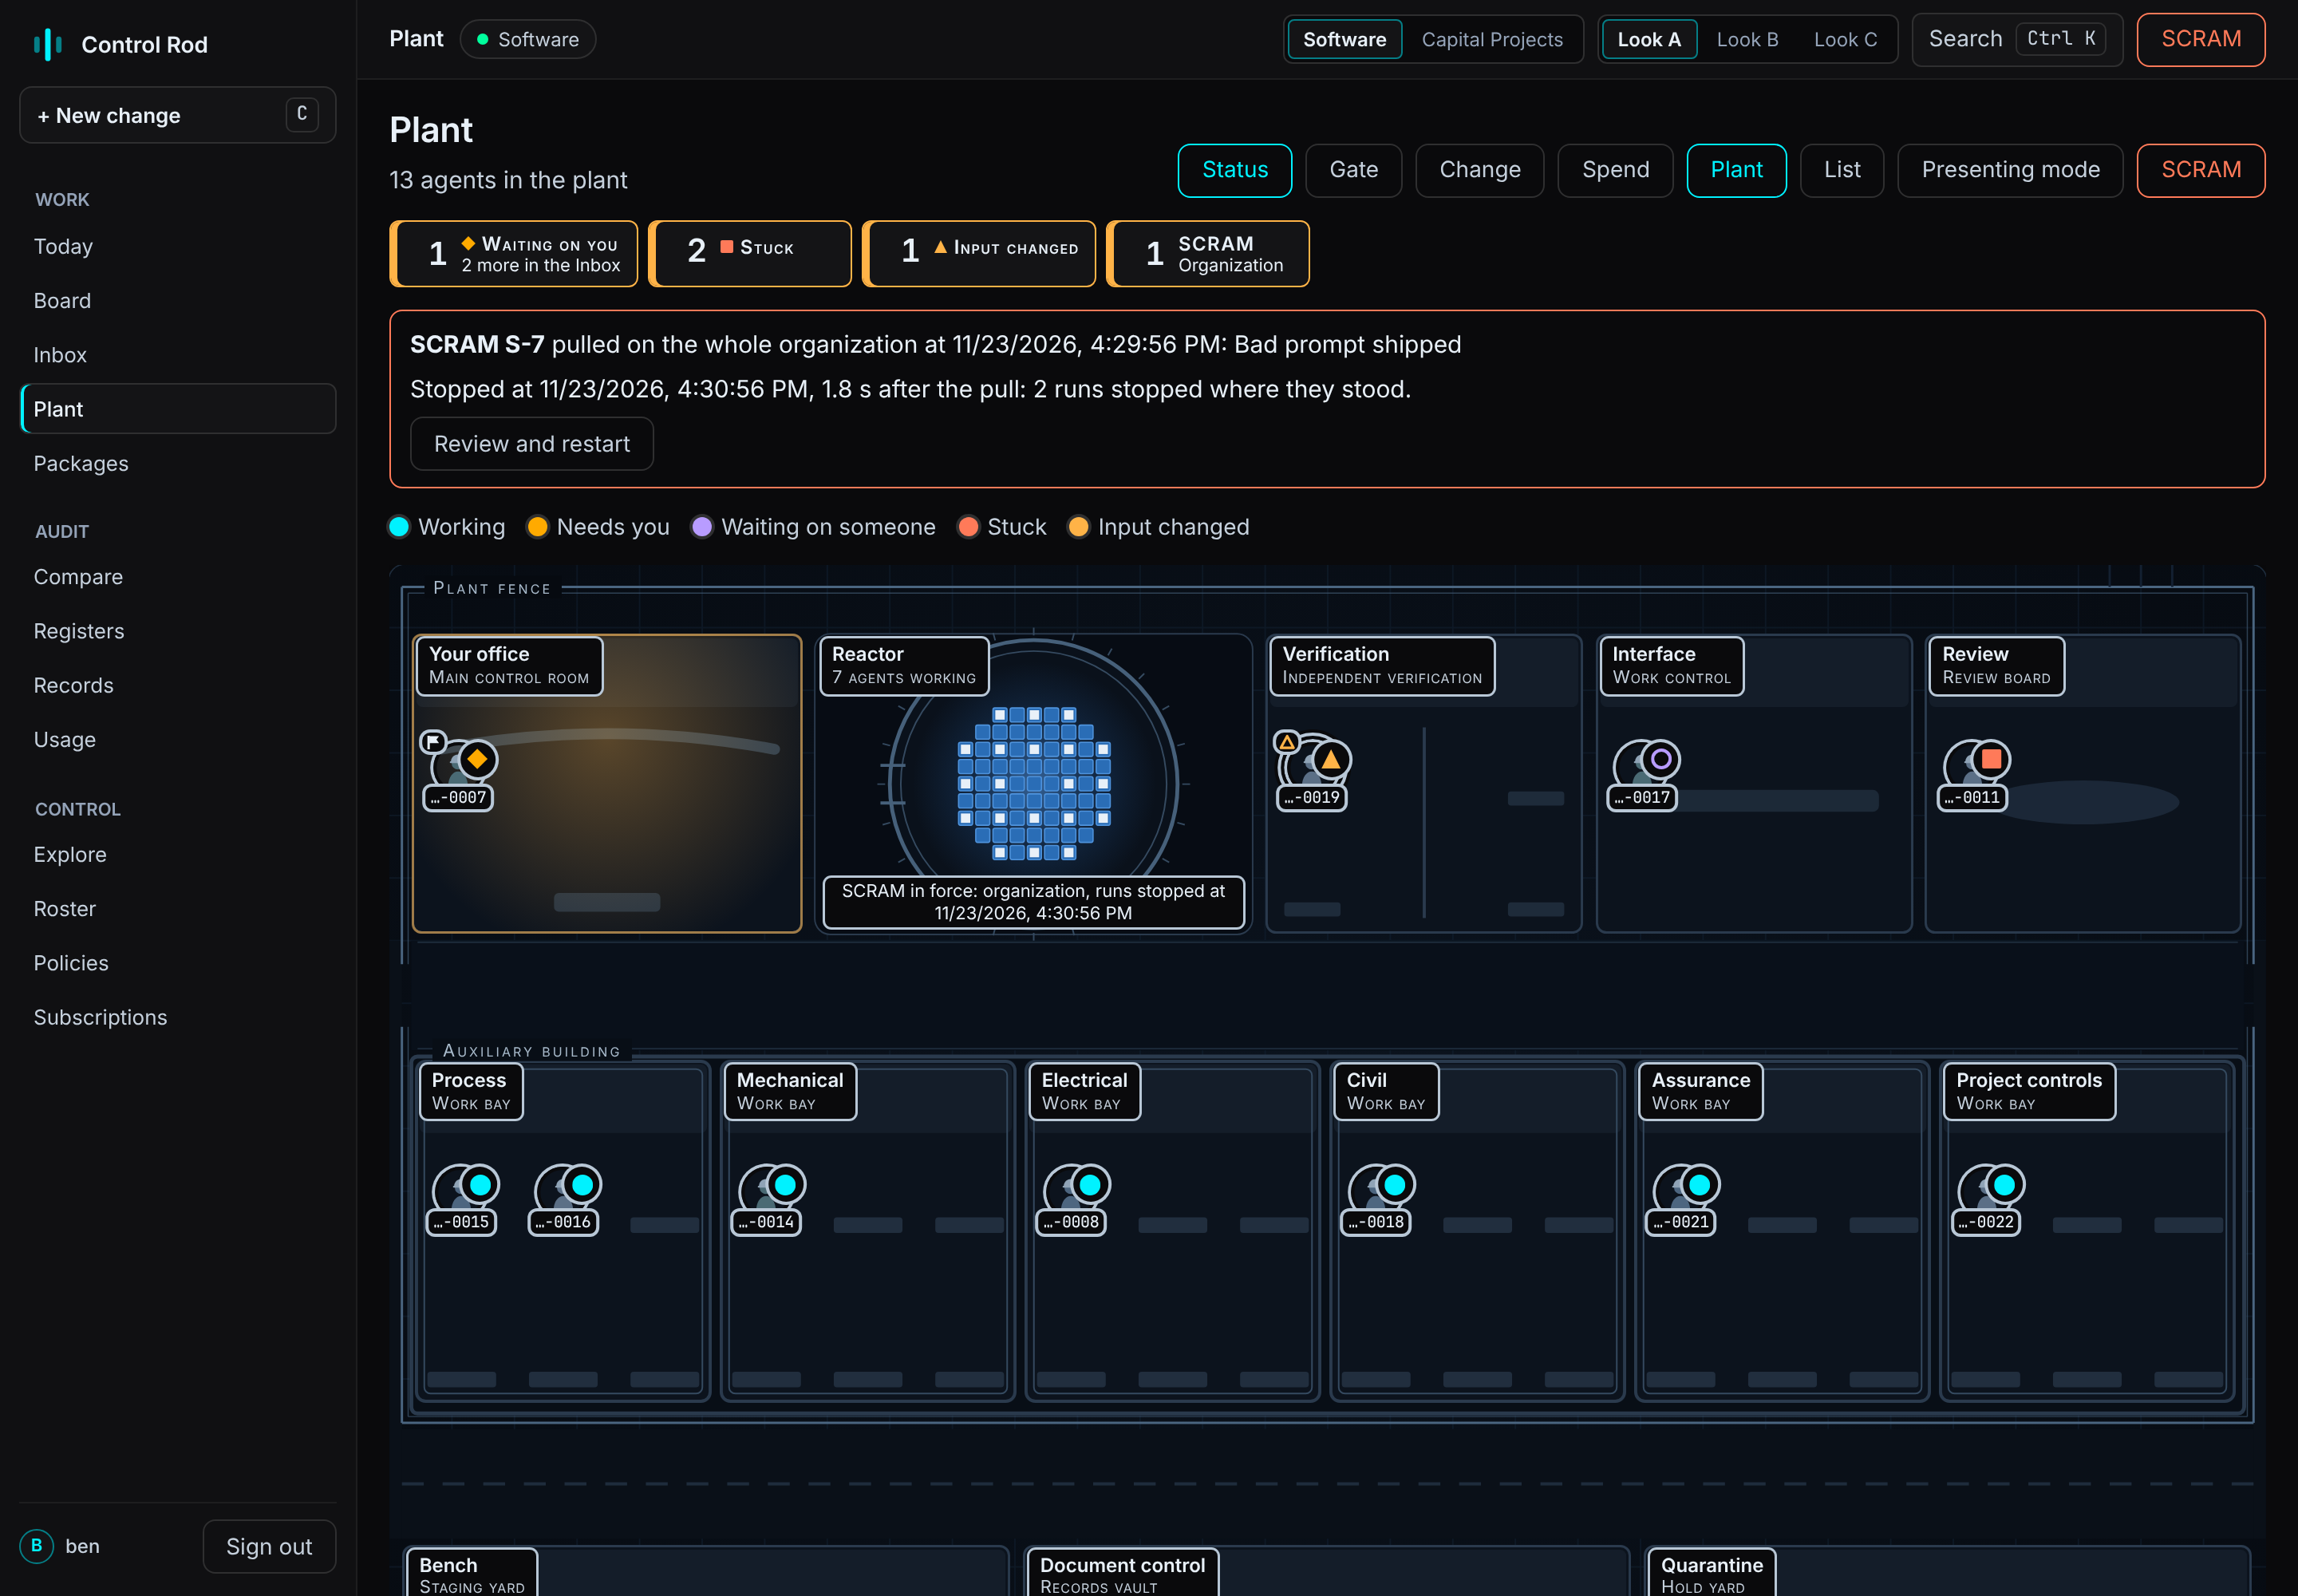 Control Rod
+ New change C
WORK
Today
Board
Inbox
Plant
Packages
AUDIT
Compare
Registers
Records
Usage
CONTROL
Explore
Roster
Policies
Subscriptions
B ben Sign out
Plant Software
Software Capital Projects Look A Look B Look C Search Ctrl K SCRAM
Plant
13 agents in the plant
Status Gate Change Spend Plant List Presenting mode SCRAM
1 Waiting on you
2 more in the Inbox
2 Stuck
1 Input changed
1 SCRAM
Organization
SCRAM S-7 pulled on the whole organization at 11/23/2026, 4:29:56 PM: Bad prompt shipped
Stopped at 11/23/2026, 4:30:56 PM, 1.8 s after the pull: 2 runs stopped where they stood.
Review and restart
Working Needs you Waiting on someone Stuck Input changed
Plant fence
Your office
Main control room
…-0007
Reactor
7 agents working
SCRAM in force: organization, runs stopped at
11/23/2026, 4:30:56 PM
Verification
Independent verification
…-0019
Interface
Work control
…-0017
Review
Review board
…-0011
Auxiliary building
Process
Work bay
…-0015 …-0016
Mechanical
Work bay
…-0014
Electrical
Work bay
…-0008
Civil
Work bay
…-0018
Assurance
Work bay
…-0021
Project controls
Work bay
…-0022
Bench
Staging yard
Document control
Records vault
Quarantine
Hold yard